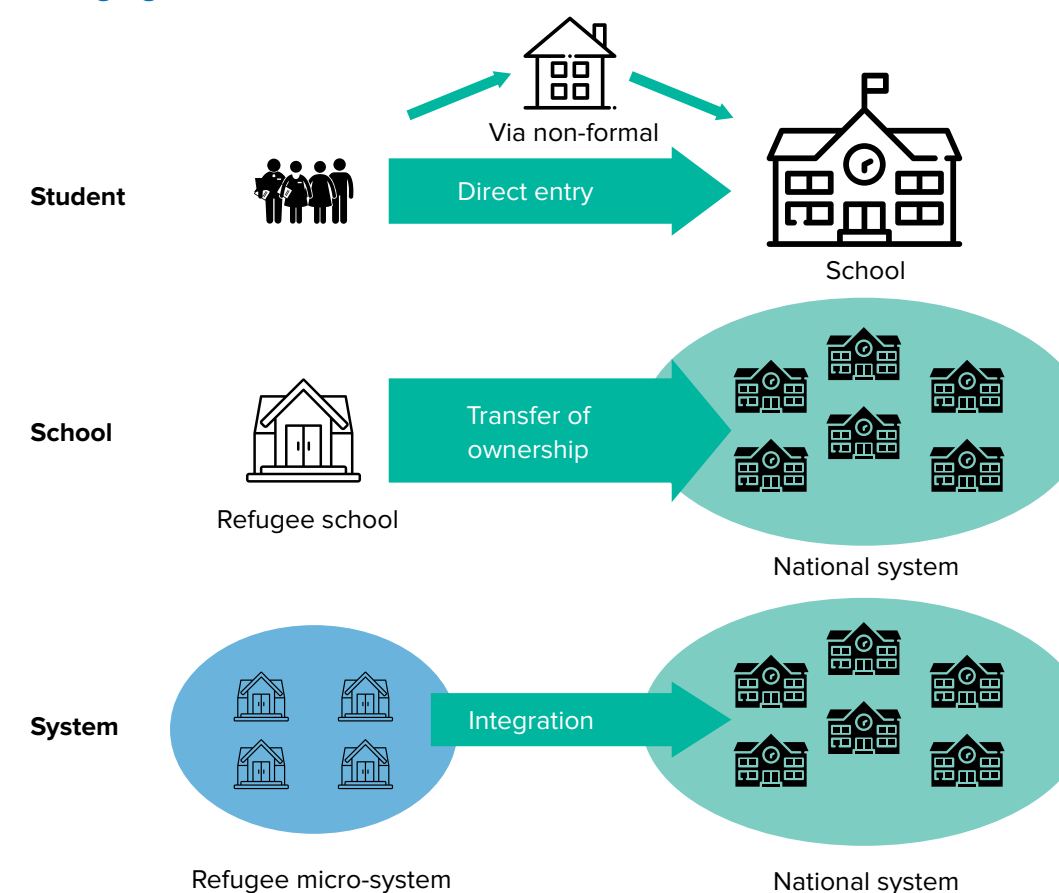 Via non-formal
Student
Direct entry
School
School
Transfer of
ownership
Refugee school
National system
System
Integration
Refugee micro-system
National system